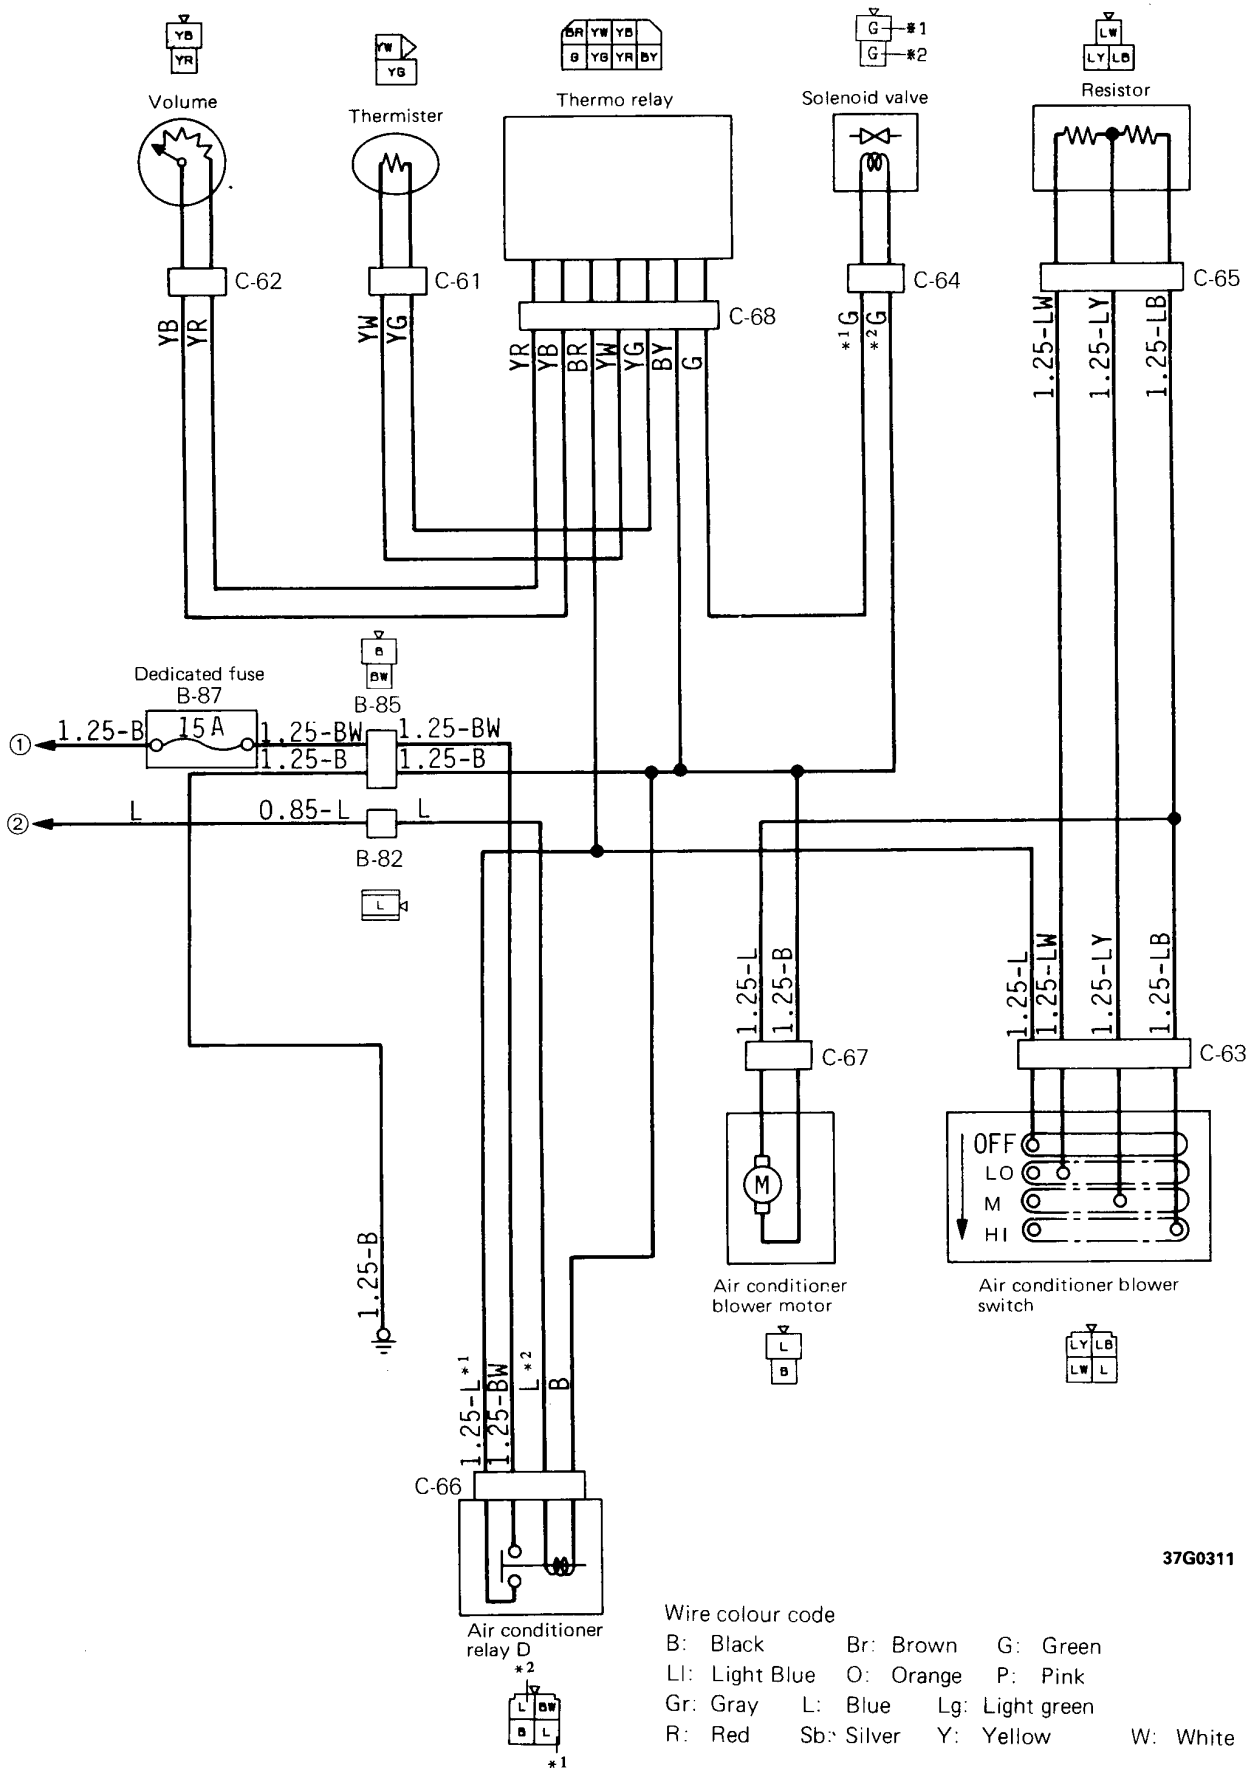 YB
YR
YW
YG
BR YW YB
G YG YR BY
G *1
G *2
LW
LY LB
Volume
Thermister
Thermo relay
Solenoid valve
Resistor
C-62
C-61
C-68
C-64
C-65
YB
YR
YW
YG
YR
YB
BR
YW
YG
BY
G
*1G
*2G
1.25-LW
1.25-LY
1.25-LB
B
BW
Dedicated fuse
B-87
B-85
① 1.25-B 15A 1.25-BW 1.25-BW
1.25-B 1.25-B
② L 0.85-L L
B-82
L
1.25-L
1.25-B
1.25-L
1.25-LW
1.25-LY
1.25-LB
C-67
C-63
OFF
LO
M
HI
M
1.25-B
Air conditioner
blower motor
Air conditioner blower
switch
L
B
LY LB
LW L
1.25-L*1
1.25-BW
L*2
B
C-66
37G0311
Air conditioner
relay D
*2
L BW
B L
*1
Wire colour code
B: Black Br: Brown G: Green
Ll: Light Blue O: Orange P: Pink
Gr: Gray L: Blue Lg: Light green
R: Red Sb: Silver Y: Yellow W: White